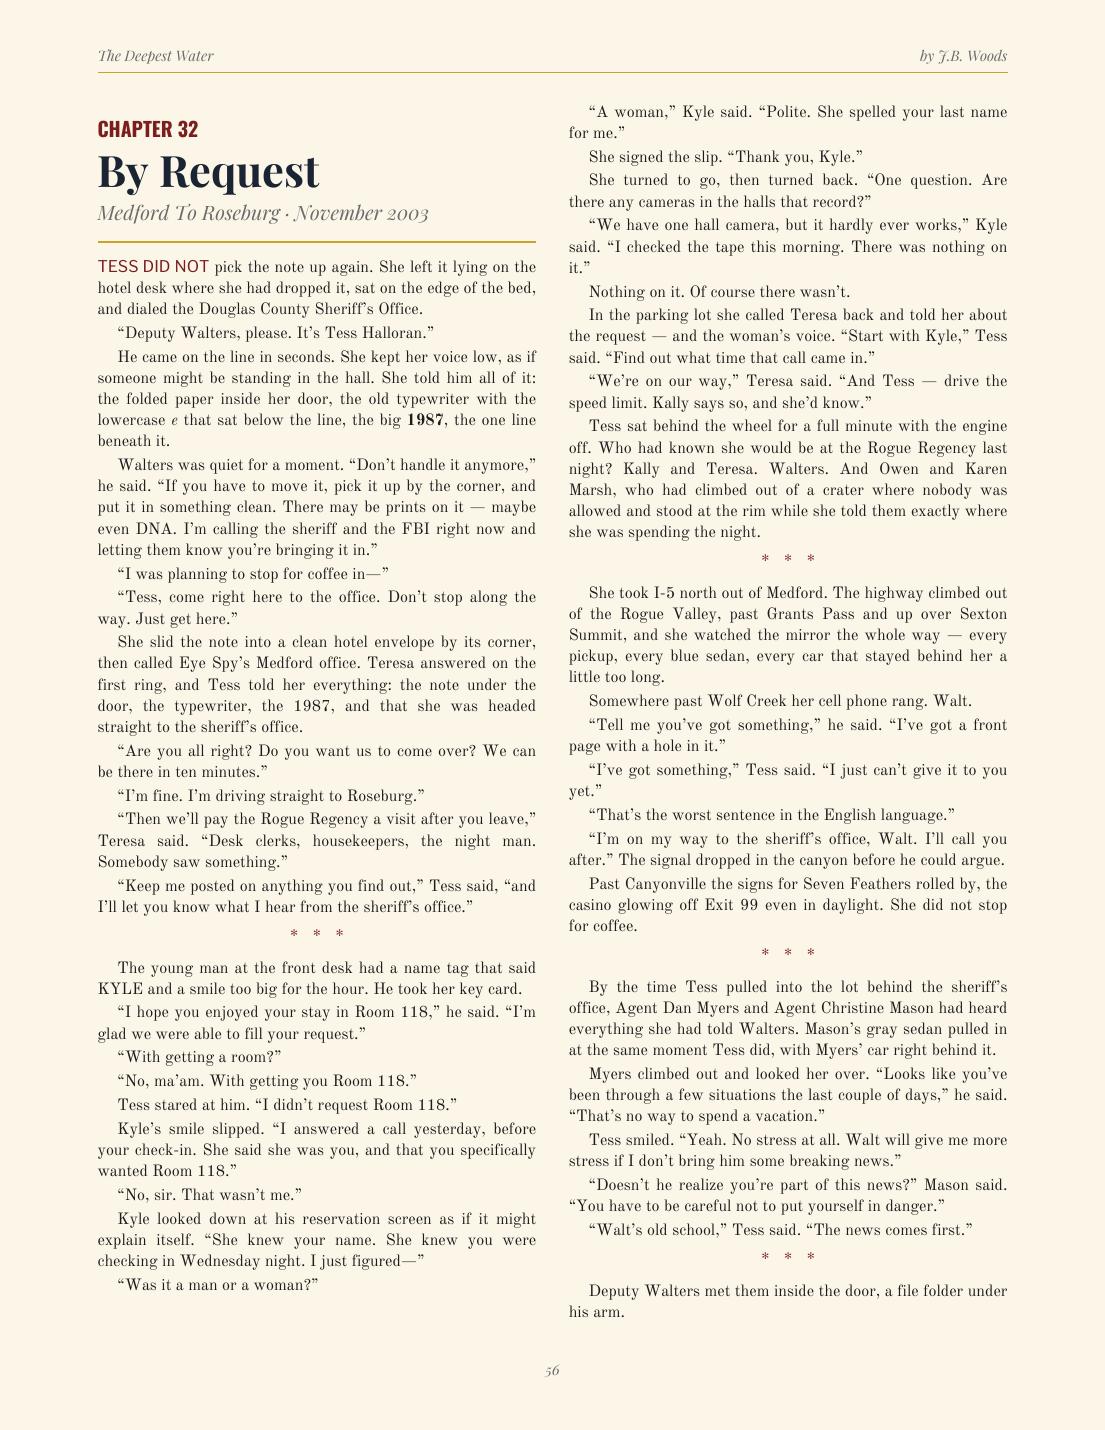 The Deepest Water
by J.B. Woods
CHAPTER 32
By Request
Medford To Roseburg · November 2003
TESS DID NOT pick the note up again. She left it lying on the
hotel desk where she had dropped it, sat on the edge of the bed,
and dialed the Douglas County Sheriff’s Office.
“Deputy Walters, please. It’s Tess Halloran.”
He came on the line in seconds. She kept her voice low, as if
someone might be standing in the hall. She told him all of it:
the folded paper inside her door, the old typewriter with the
lowercase e that sat below the line, the big 1987, the one line
beneath it.
Walters was quiet for a moment. “Don’t handle it anymore,”
he said. “If you have to move it, pick it up by the corner, and
put it in something clean. There may be prints on it — maybe
even DNA. I’m calling the sheriff and the FBI right now and
letting them know you’re bringing it in.”
“I was planning to stop for coffee in—”
“Tess, come right here to the office. Don’t stop along the
way. Just get here.”
She slid the note into a clean hotel envelope by its corner,
then called Eye Spy’s Medford office. Teresa answered on the
first ring, and Tess told her everything: the note under the
door, the typewriter, the 1987, and that she was headed
straight to the sheriff’s office.
“Are you all right? Do you want us to come over? We can
be there in ten minutes.”
“I’m fine. I’m driving straight to Roseburg.”
“Then we’ll pay the Rogue Regency a visit after you leave,”
Teresa said. “Desk clerks, housekeepers, the night man.
Somebody saw something.”
“Keep me posted on anything you find out,” Tess said, “and
I’ll let you know what I hear from the sheriff’s office.”
* * *
The young man at the front desk had a name tag that said
KYLE and a smile too big for the hour. He took her key card.
“I hope you enjoyed your stay in Room 118,” he said. “I’m
glad we were able to fill your request.”
“With getting a room?”
“No, ma’am. With getting you Room 118.”
Tess stared at him. “I didn’t request Room 118.”
Kyle’s smile slipped. “I answered a call yesterday, before
your check-in. She said she was you, and that you specifically
wanted Room 118.”
“No, sir. That wasn’t me.”
Kyle looked down at his reservation screen as if it might
explain itself. “She knew your name. She knew you were
checking in Wednesday night. I just figured—”
“Was it a man or a woman?”
“A woman,” Kyle said. “Polite. She spelled your last name
for me.”
She signed the slip. “Thank you, Kyle.”
She turned to go, then turned back. “One question. Are
there any cameras in the halls that record?”
“We have one hall camera, but it hardly ever works,” Kyle
said. “I checked the tape this morning. There was nothing on
it.”
Nothing on it. Of course there wasn’t.
In the parking lot she called Teresa back and told her about
the request — and the woman’s voice. “Start with Kyle,” Tess
said. “Find out what time that call came in.”
“We’re on our way,” Teresa said. “And Tess — drive the
speed limit. Kally says so, and she’d know.”
Tess sat behind the wheel for a full minute with the engine
off. Who had known she would be at the Rogue Regency last
night? Kally and Teresa. Walters. And Owen and Karen
Marsh, who had climbed out of a crater where nobody was
allowed and stood at the rim while she told them exactly where
she was spending the night.
* * *
She took I-5 north out of Medford. The highway climbed out
of the Rogue Valley, past Grants Pass and up over Sexton
Summit, and she watched the mirror the whole way — every
pickup, every blue sedan, every car that stayed behind her a
little too long.
Somewhere past Wolf Creek her cell phone rang. Walt.
“Tell me you’ve got something,” he said. “I’ve got a front
page with a hole in it.”
“I’ve got something,” Tess said. “I just can’t give it to you
yet.”
“That’s the worst sentence in the English language.”
“I’m on my way to the sheriff’s office, Walt. I’ll call you
after.” The signal dropped in the canyon before he could argue.
Past Canyonville the signs for Seven Feathers rolled by, the
casino glowing off Exit 99 even in daylight. She did not stop
for coffee.
* * *
By the time Tess pulled into the lot behind the sheriff’s
office, Agent Dan Myers and Agent Christine Mason had heard
everything she had told Walters. Mason’s gray sedan pulled in
at the same moment Tess did, with Myers’ car right behind it.
Myers climbed out and looked her over. “Looks like you’ve
been through a few situations the last couple of days,” he said.
“That’s no way to spend a vacation.”
Tess smiled. “Yeah. No stress at all. Walt will give me more
stress if I don’t bring him some breaking news.”
“Doesn’t he realize you’re part of this news?” Mason said.
“You have to be careful not to put yourself in danger.”
“Walt’s old school,” Tess said. “The news comes first.”
* * *
Deputy Walters met them inside the door, a file folder under
his arm.
56